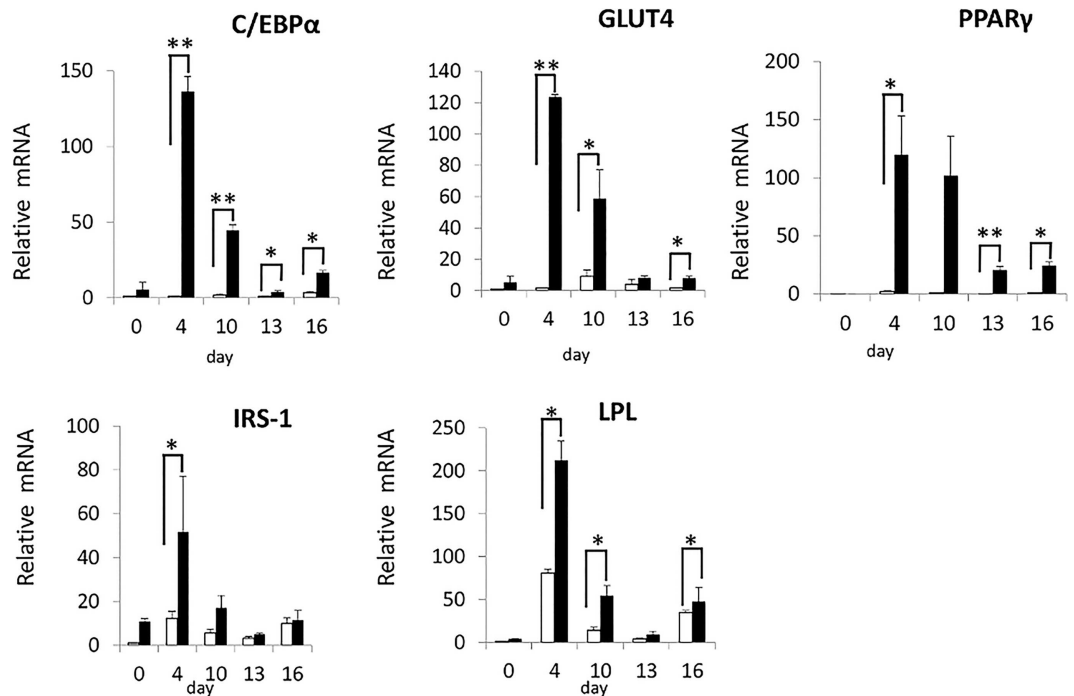 C/EBPα
Relative mRNA
150
100
50
0
**
**
*
*
0 4 10 13 16
day
GLUT4
Relative mRNA
140
120
100
80
60
40
20
0
**
*
*
0 4 10 13 16
day
PPARγ
Relative mRNA
200
150
100
50
0
*
**
*
0 4 10 13 16
day
IRS-1
Relative mRNA
100
80
60
40
20
0
*
0 4 10 13 16
day
LPL
Relative mRNA
250
200
150
100
50
0
*
*
*
0 4 10 13 16
day